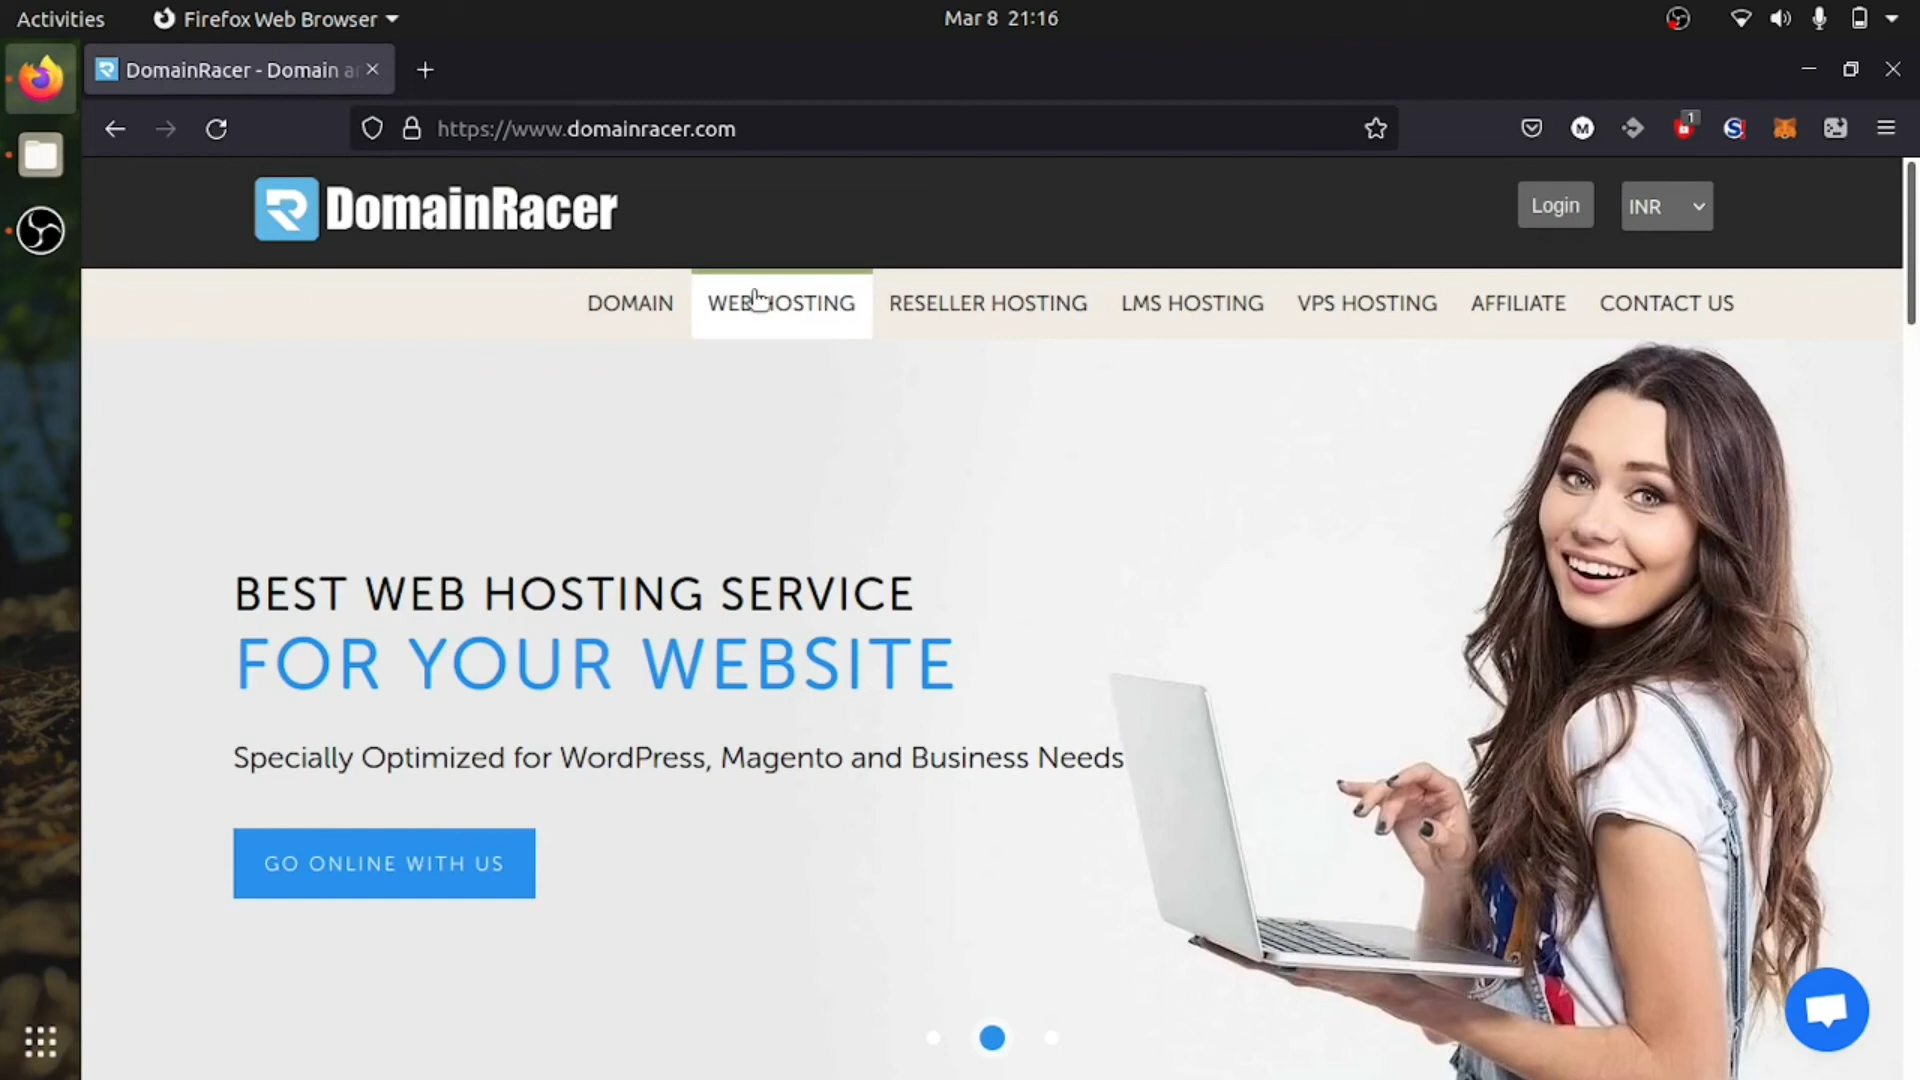 Activities
Firefox Web Browser
Mar 8 21:16
DomainRacer - Domain a
https://www.domainracer.com
M
1
S
DomainRacer
Login
INR
DOMAIN
WEB HOSTING
RESELLER HOSTING
LMS HOSTING
VPS HOSTING
AFFILIATE
CONTACT US
BEST WEB HOSTING SERVICE
FOR YOUR WEBSITE
Specially Optimized for WordPress, Magento and Business Needs
GO ONLINE WITH US